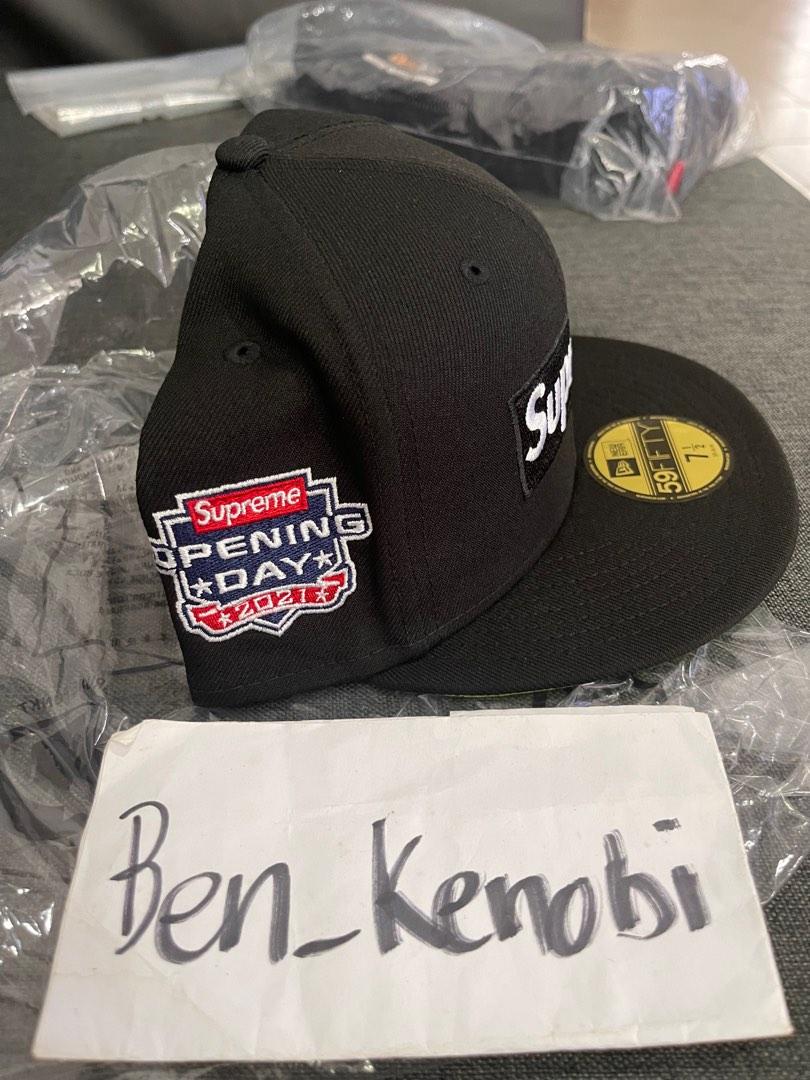 Sup
59FIFTY
7 1/2
Supreme
OPENING
DAY
2021
Ben_Kenobi